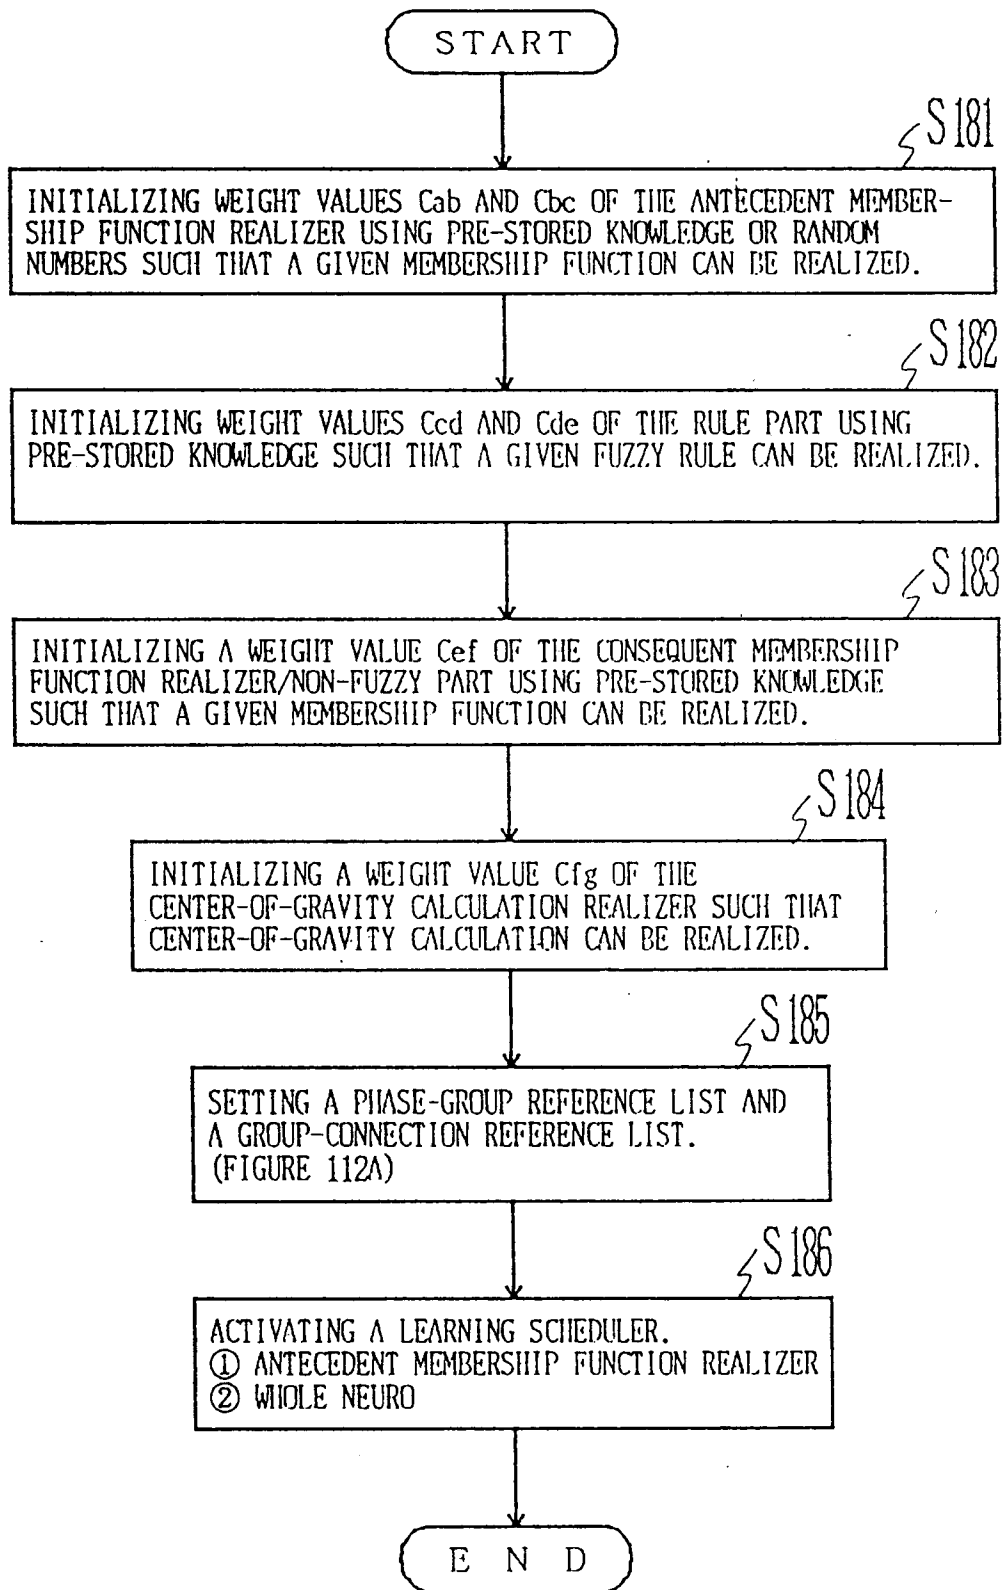 START
S181
INITIALIZING WEIGHT VALUES Cab AND Cbc OF THE ANTECEDENT MEMBER-
SHIP FUNCTION REALIZER USING PRE-STORED KNOWLEDGE OR RANDOM
NUMBERS SUCH THAT A GIVEN MEMBERSHIP FUNCTION CAN BE REALIZED.
S182
INITIALIZING WEIGHT VALUES Ccd AND Cde OF THE RULE PART USING
PRE-STORED KNOWLEDGE SUCH THAT A GIVEN FUZZY RULE CAN BE REALIZED.
S183
INITIALIZING A WEIGHT VALUE Cef OF THE CONSEQUENT MEMBERSHIP
FUNCTION REALIZER/NON-FUZZY PART USING PRE-STORED KNOWLEDGE
SUCH THAT A GIVEN MEMBERSHIP FUNCTION CAN BE REALIZED.
S184
INITIALIZING A WEIGHT VALUE Cfg OF THE
CENTER-OF-GRAVITY CALCULATION REALIZER SUCH THAT
CENTER-OF-GRAVITY CALCULATION CAN BE REALIZED.
S185
SETTING A PHASE-GROUP REFERENCE LIST AND
A GROUP-CONNECTION REFERENCE LIST.
(FIGURE 112A)
S186
ACTIVATING A LEARNING SCHEDULER.
① ANTECEDENT MEMBERSHIP FUNCTION REALIZER
② WHOLE NEURO
END